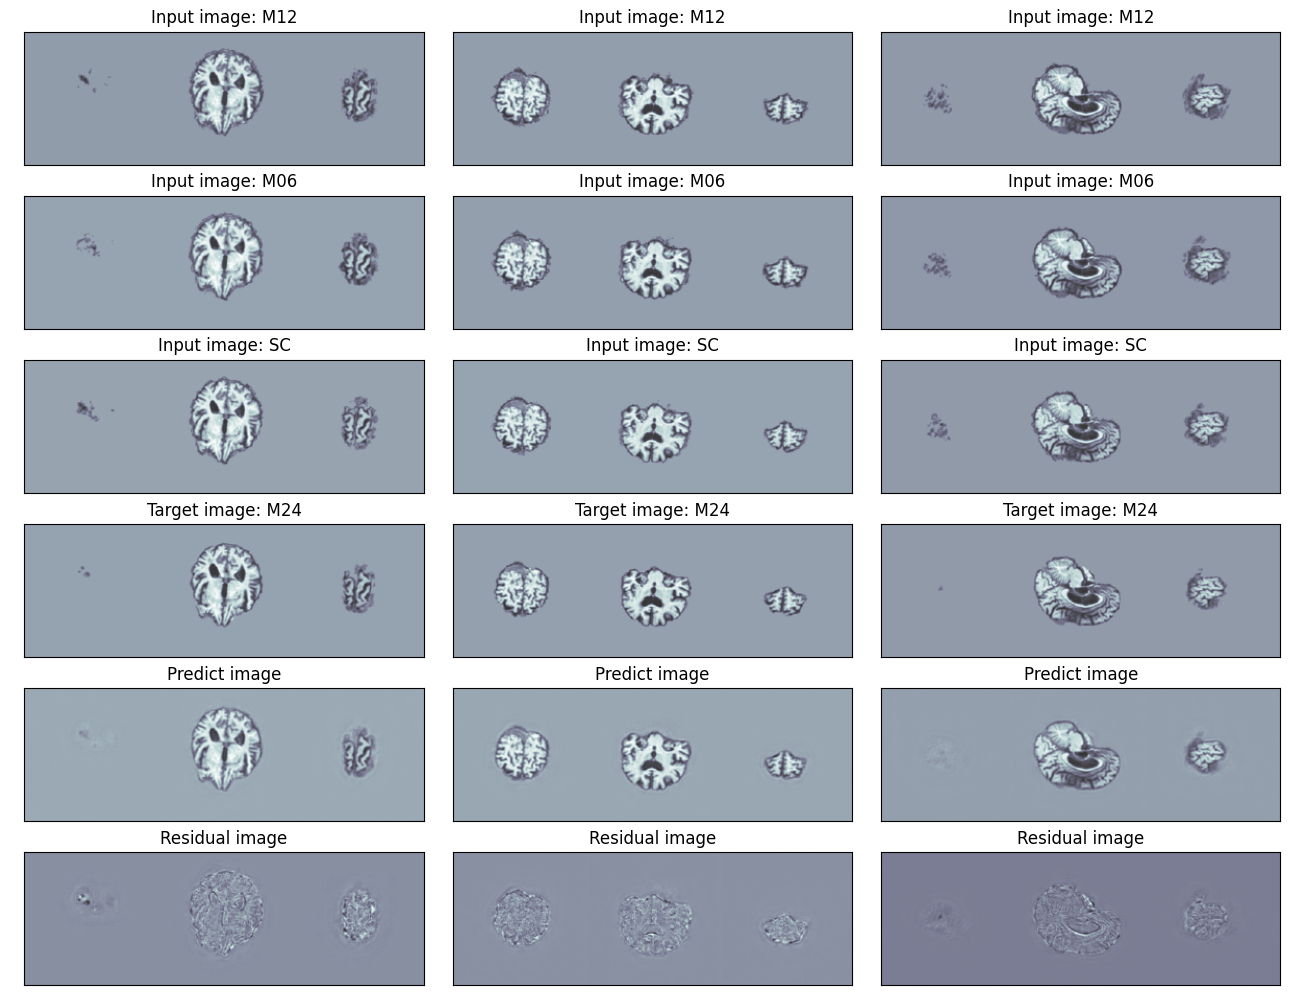 Input image: M12 Input image: M12 Input image: M12
Input image: M06 Input image: M06 Input image: M06
Input image: SC Input image: SC Input image: SC
Target image: M24 Target image: M24 Target image: M24
Predict image Predict image Predict image
Residual image Residual image Residual image